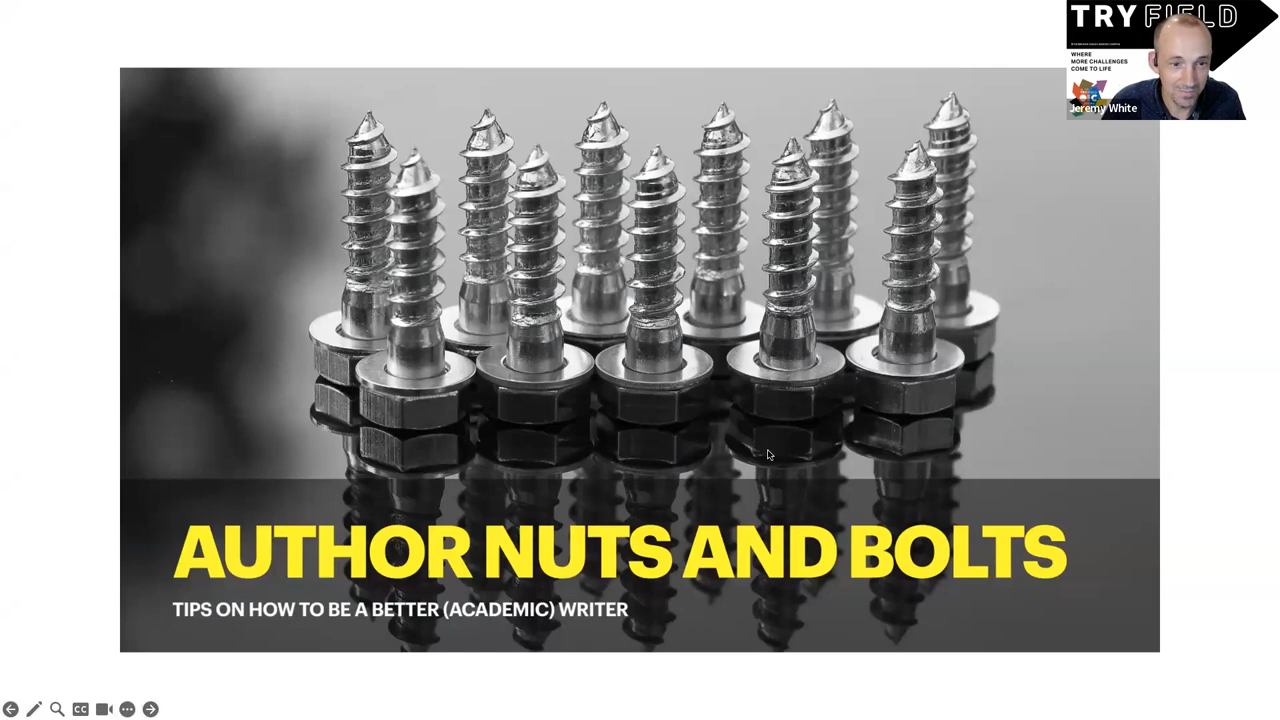 TRY FIELD
WHERE
MORE CHALLENGES
COME TO LIFE
Jeremy White
AUTHOR NUTS AND BOLTS
TIPS ON HOW TO BE A BETTER (ACADEMIC) WRITER
CC